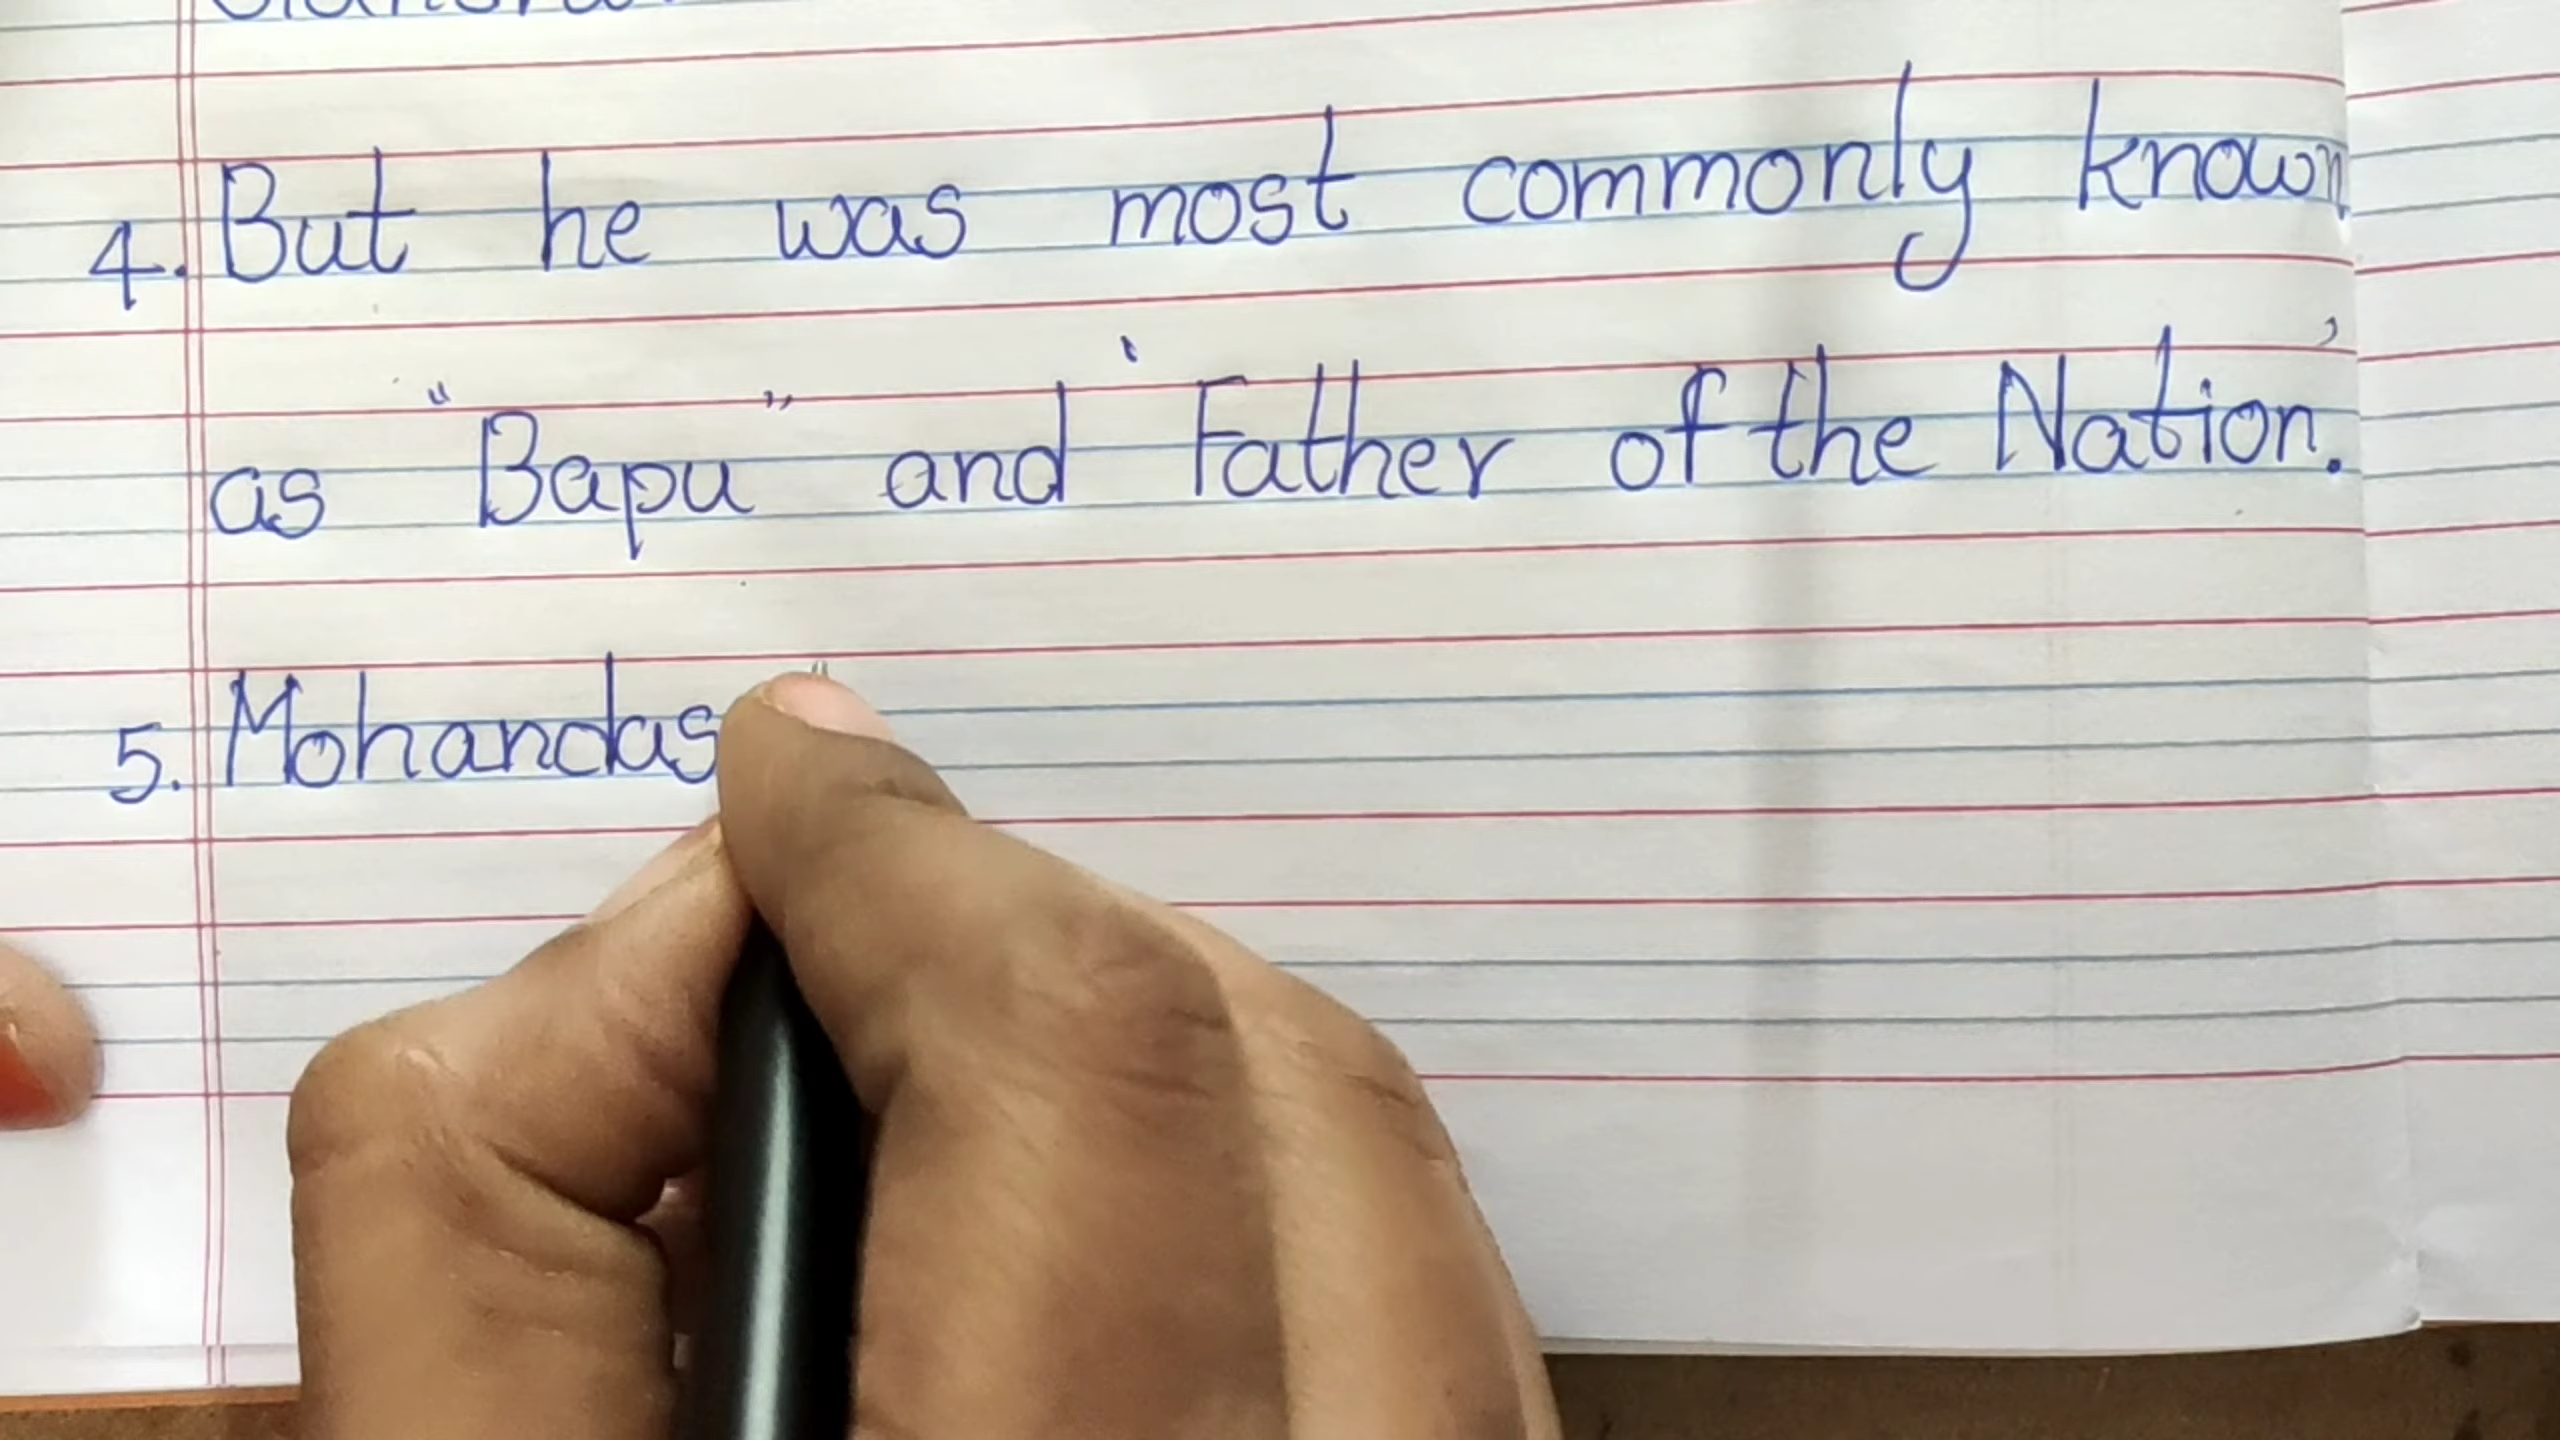 4. But he was most commonly known
as "Bapu" and 'Father of the Nation.'
5. Mohandas